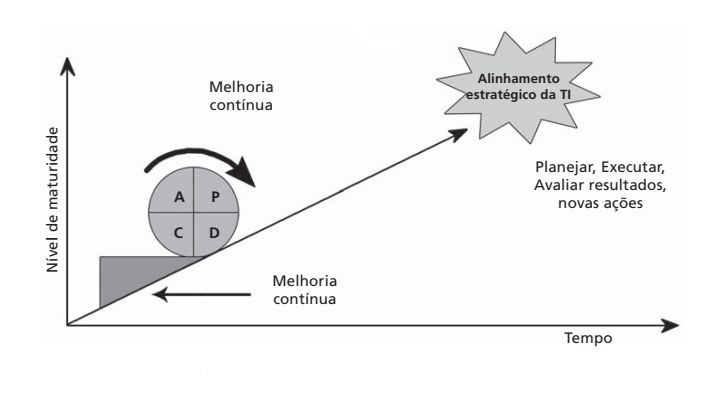 Alinhamento
estratégico da TI
Melhoria
contínua
Planejar, Executar,
Avaliar resultados,
novas ações
Nível de maturidade
A P
C D
Melhoria
contínua
Tempo